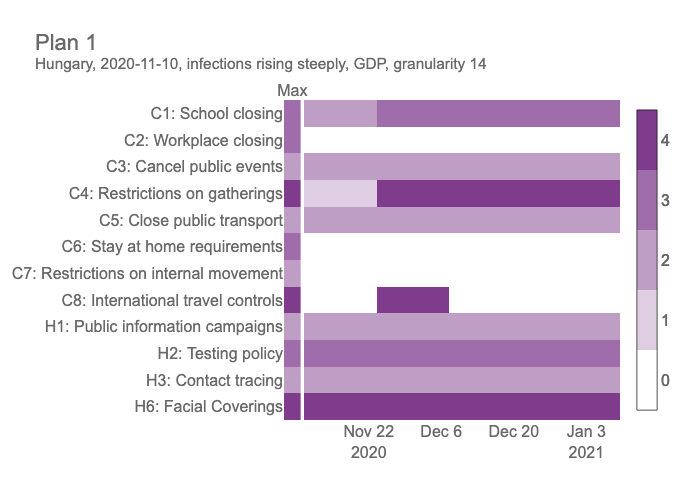 Plan 1
Hungary, 2020-11-10, infections rising steeply, GDP, granularity 14
Max
C1: School closing
C2: Workplace closing
C3: Cancel public events
C4: Restrictions on gatherings
C5: Close public transport
C6: Stay at home requirements
C7: Restrictions on internal movement
C8: International travel controls
H1: Public information campaigns
H2: Testing policy
H3: Contact tracing
H6: Facial Coverings
Nov 22 Dec 6 Dec 20 Jan 3
2020 2021
4
3
2
1
0